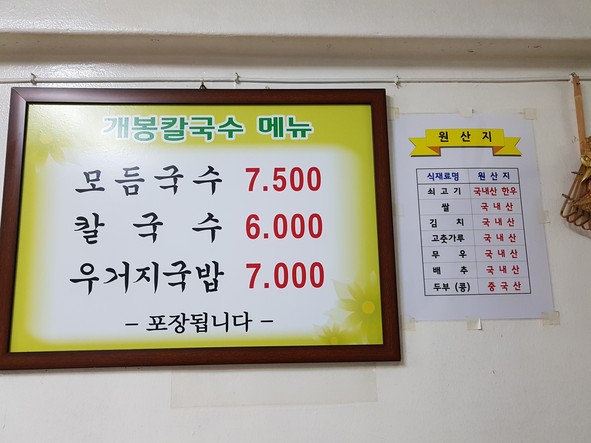 개봉칼국수 메뉴
모듬국수 7.500
칼국수 6.000
우거지국밥 7.000
- 포장됩니다 -
원산지
식재료명 원산지
쇠고기 국내산 한우
쌀 국내산
김치 국내산
고춧가루 국내산
무우 국내산
배추 국내산
두부(콩) 중국산